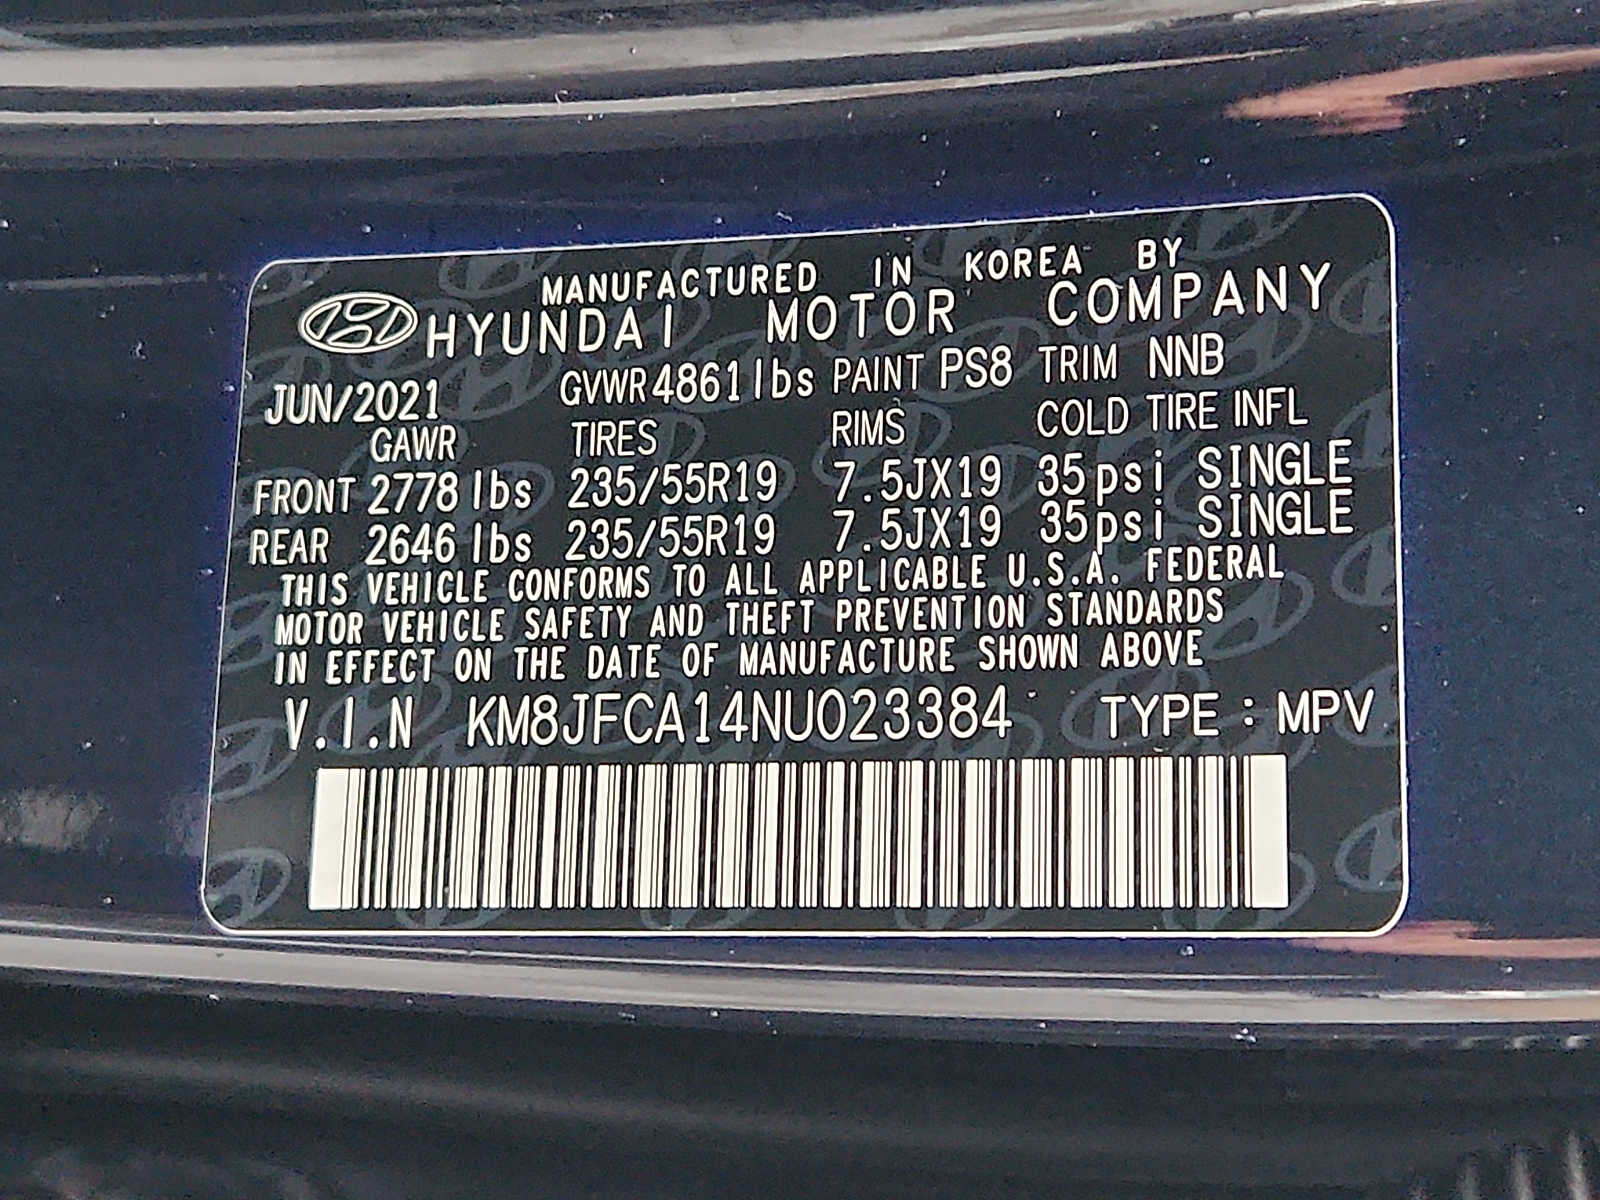 MANUFACTURED IN KOREA BY
HYUNDAI MOTOR COMPANY
JUN/2021 GVWR 4861 lbs PAINT PS8 TRIM NNB
GAWR TIRES RIMS COLD TIRE INFL
FRONT 2778 lbs 235/55R19 7.5JX19 35psi SINGLE
REAR 2646 lbs 235/55R19 7.5JX19 35psi SINGLE
THIS VEHICLE CONFORMS TO ALL APPLICABLE U.S.A. FEDERAL
MOTOR VEHICLE SAFETY AND THEFT PREVENTION STANDARDS
IN EFFECT ON THE DATE OF MANUFACTURE SHOWN ABOVE
V.I.N KM8JFCA14NU023384 TYPE : MPV